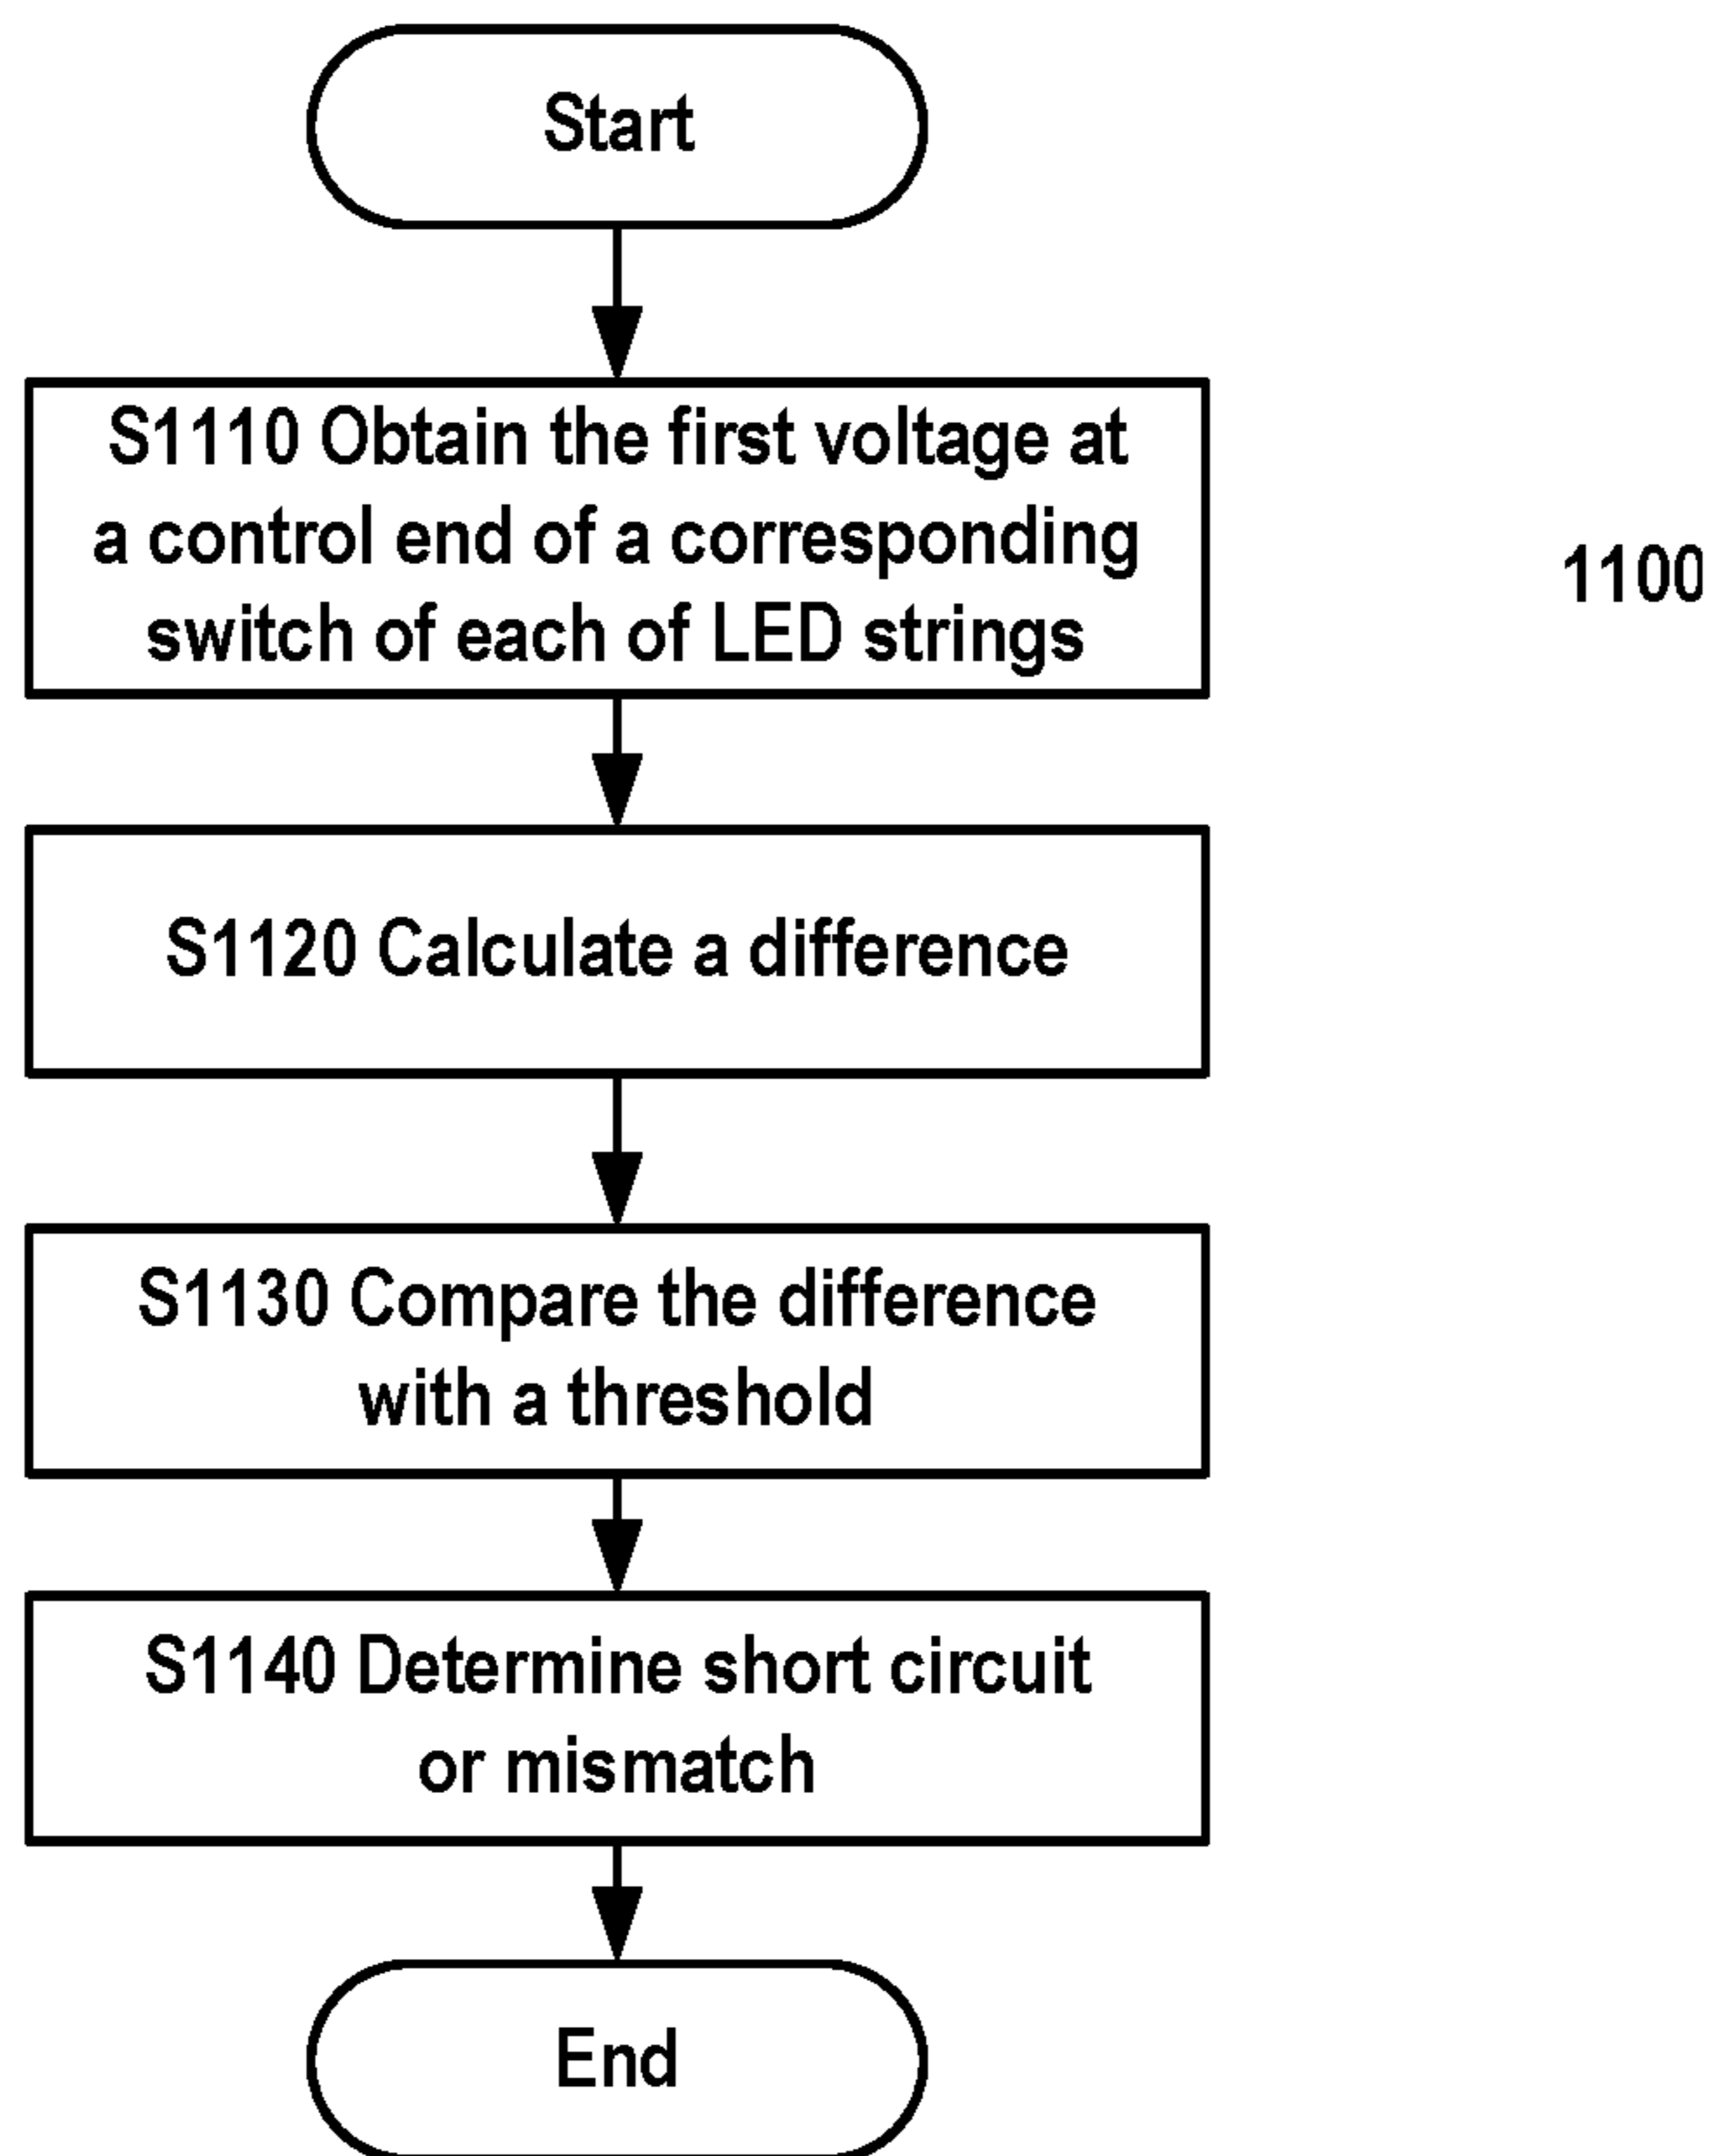 Start
S1110 Obtain the first voltage at
a control end of a corresponding
switch of each of LED strings
1100
S1120 Calculate a difference
S1130 Compare the difference
with a threshold
S1140 Determine short circuit
or mismatch
End